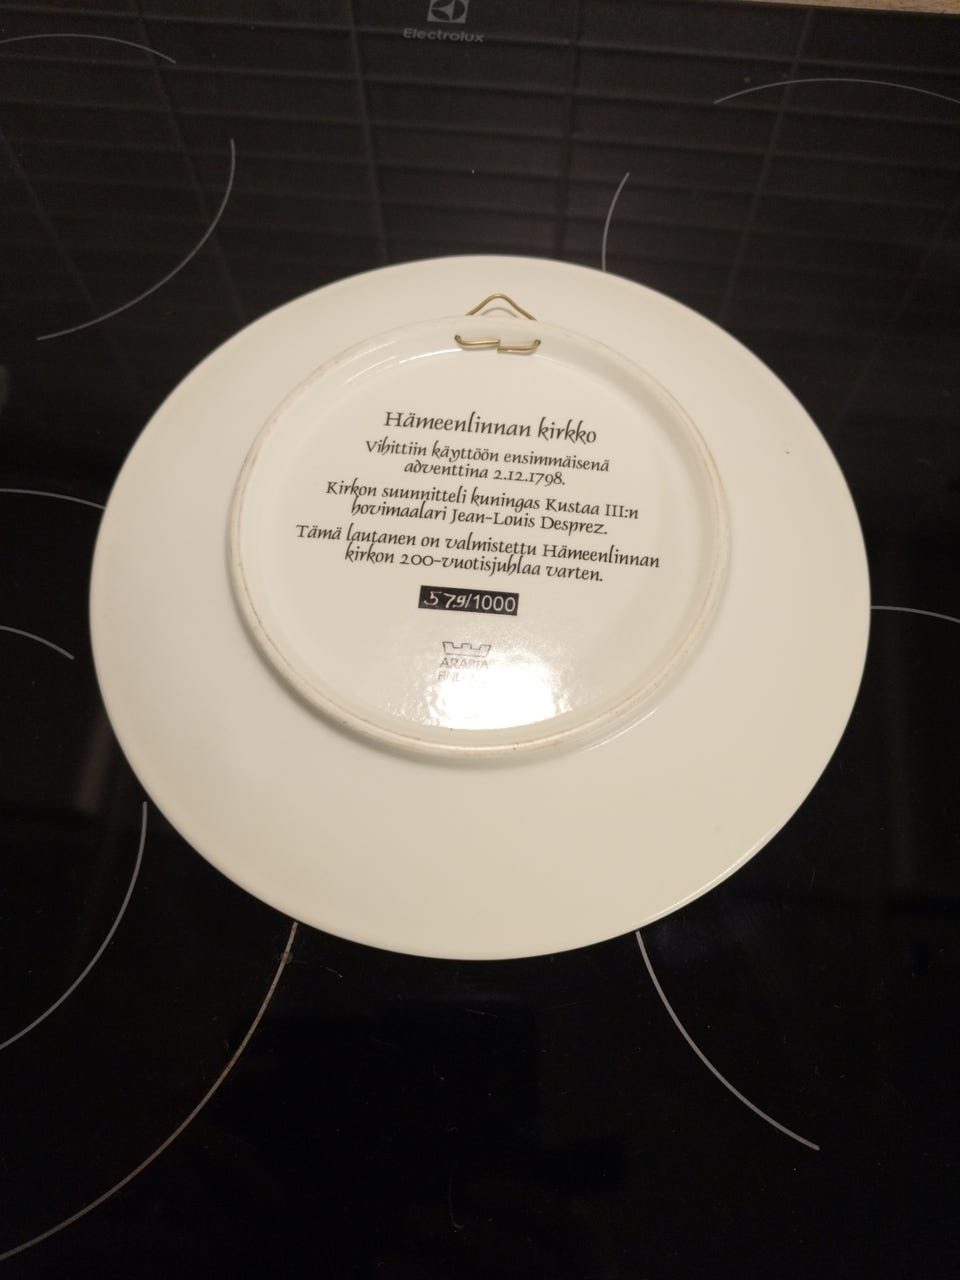 Electrolux
Hämeenlinnan kirkko
Vihittiin käyttöön ensimmäisenä
adventtina 2.12.1798.
Kirkon suunnitteli kuningas Kustaa III:n
hovimaalari Jean-Louis Desprez.
Tämä lautanen on valmistettu Hämeenlinnan
kirkon 200-vuotisjuhlaa varten.
579/1000
ARABIA
FINLAND